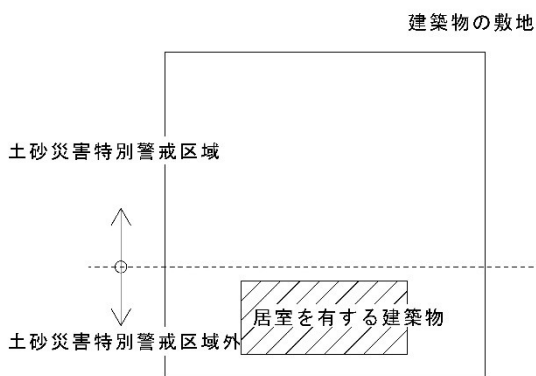 建築物の敷地
土砂災害特別警戒区域
居室を有する建築物
土砂災害特別警戒区域外